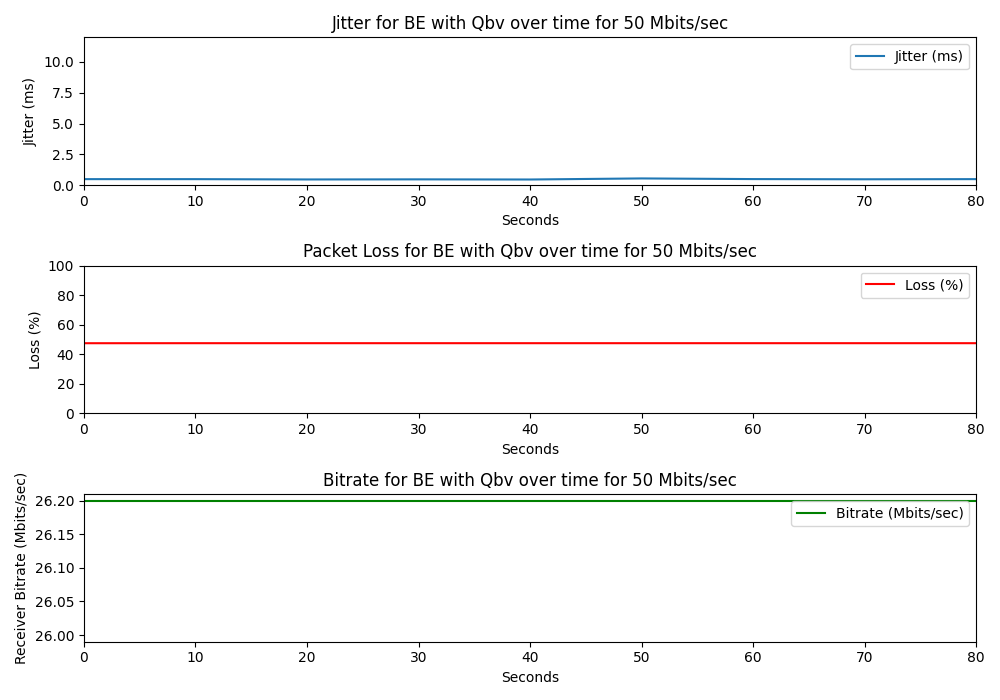 Jitter for BE with Qbv over time for 50 Mbits/sec
Jitter (ms)
10.0
7.5
5.0
2.5
0.0
Jitter (ms)
0 10 20 30 40 50 60 70 80
Seconds
Packet Loss for BE with Qbv over time for 50 Mbits/sec
Loss (%)
100
80
60
40
20
0
Loss (%)
0 10 20 30 40 50 60 70 80
Seconds
Bitrate for BE with Qbv over time for 50 Mbits/sec
Receiver Bitrate (Mbits/sec)
26.20
26.15
26.10
26.05
26.00
Bitrate (Mbits/sec)
0 10 20 30 40 50 60 70 80
Seconds